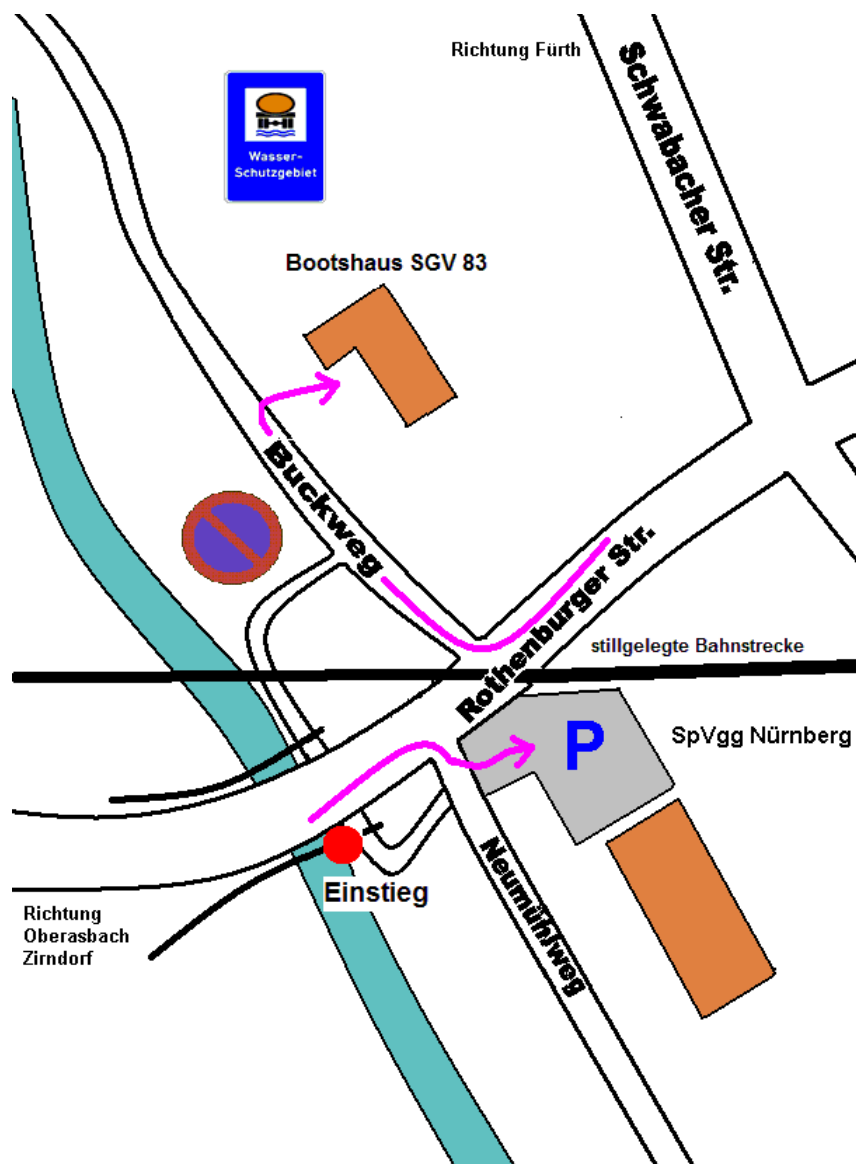 Richtung Fürth
Schwabacher Str.
Wasser-
Schutzgebiet
Bootshaus SGV 83
Buckweg
Rothenburger Str.
stillgelegte Bahnstrecke
P
SpVgg Nürnberg
Einstieg
Neumühlweg
Richtung
Oberasbach
Zirndorf